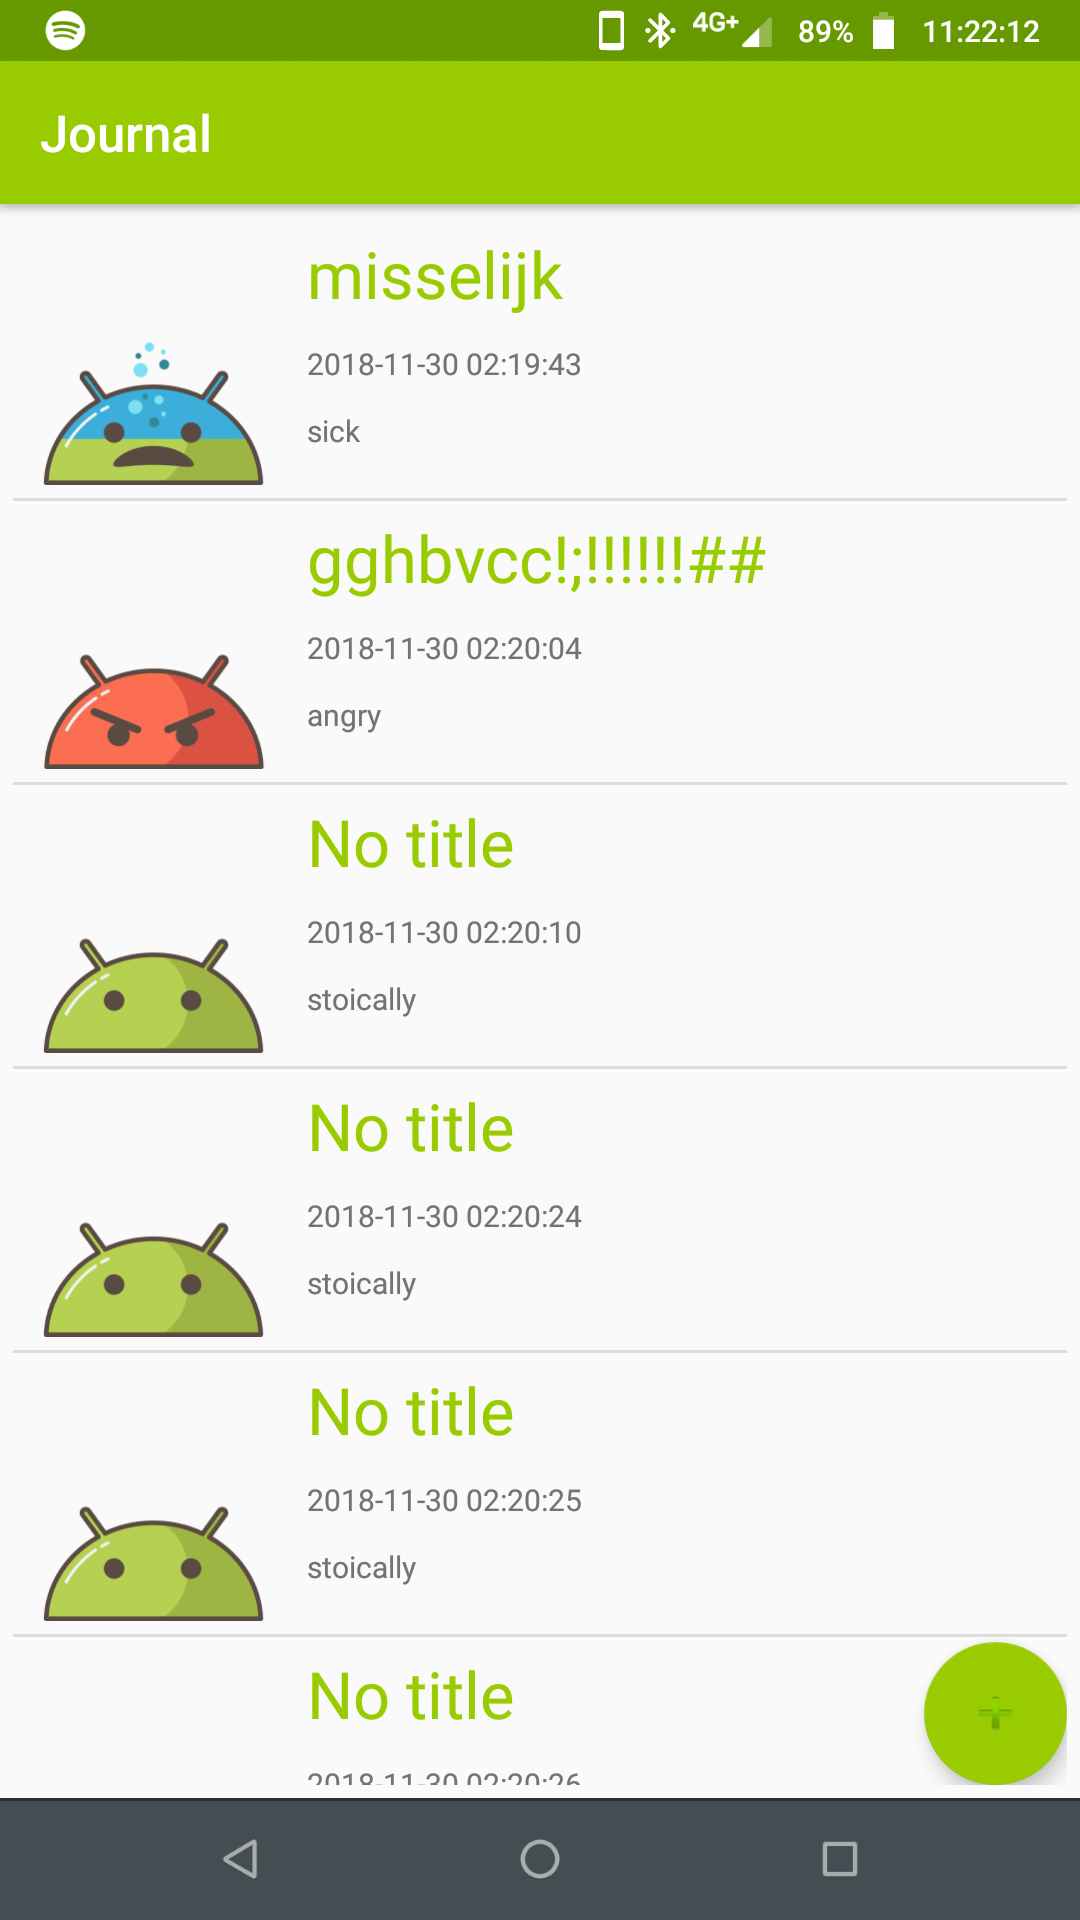 4G+ 89% 11:22:12
Journal
misselijk
2018-11-30 02:19:43
sick
gghbvcc!;!!!!!!##
2018-11-30 02:20:04
angry
No title
2018-11-30 02:20:10
stoically
No title
2018-11-30 02:20:24
stoically
No title
2018-11-30 02:20:25
stoically
No title
2018-11-30 02:20:26